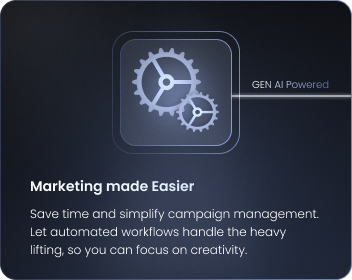 GEN AI Powered
Marketing made Easier
Save time and simplify campaign management.
Let automated workflows handle the heavy
lifting, so you can focus on creativity.